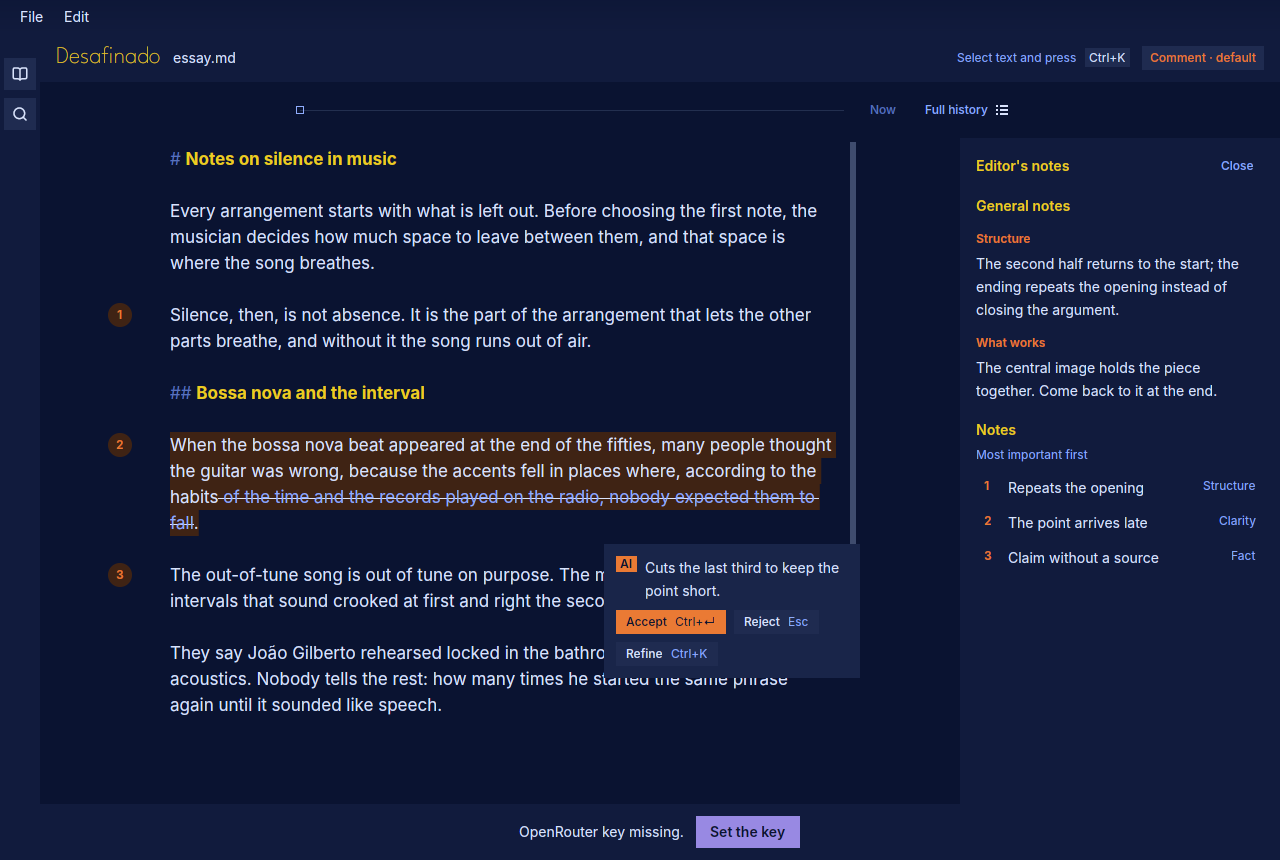 File Edit
Desafinado essay.md
Select text and press Ctrl+K Comment · default
Now Full history
# Notes on silence in music
Every arrangement starts with what is left out. Before choosing the first note, the
musician decides how much space to leave between them, and that space is
where the song breathes.
1 Silence, then, is not absence. It is the part of the arrangement that lets the other
parts breathe, and without it the song runs out of air.
## Bossa nova and the interval
2 When the bossa nova beat appeared at the end of the fifties, many people thought
the guitar was wrong, because the accents fell in places where, according to the
habits of the time and the records played on the radio, nobody expected them to
fall.
3 The out-of-tune song is out of tune on purpose. The
intervals that sound crooked at first and right the
They say João Gilberto rehearsed locked in the
acoustics. Nobody tells the rest: how many times he started the same phrase
again until it sounded like speech.
AI Cuts the last third to keep the
point short.
Accept Ctrl+↵ Reject Esc
Refine Ctrl+K
Editor's notes Close
General notes
Structure
The second half returns to the start; the
ending repeats the opening instead of
closing the argument.
What works
The central image holds the piece
together. Come back to it at the end.
Notes
Most important first
1 Repeats the opening Structure
2 The point arrives late Clarity
3 Claim without a source Fact
OpenRouter key missing. Set the key